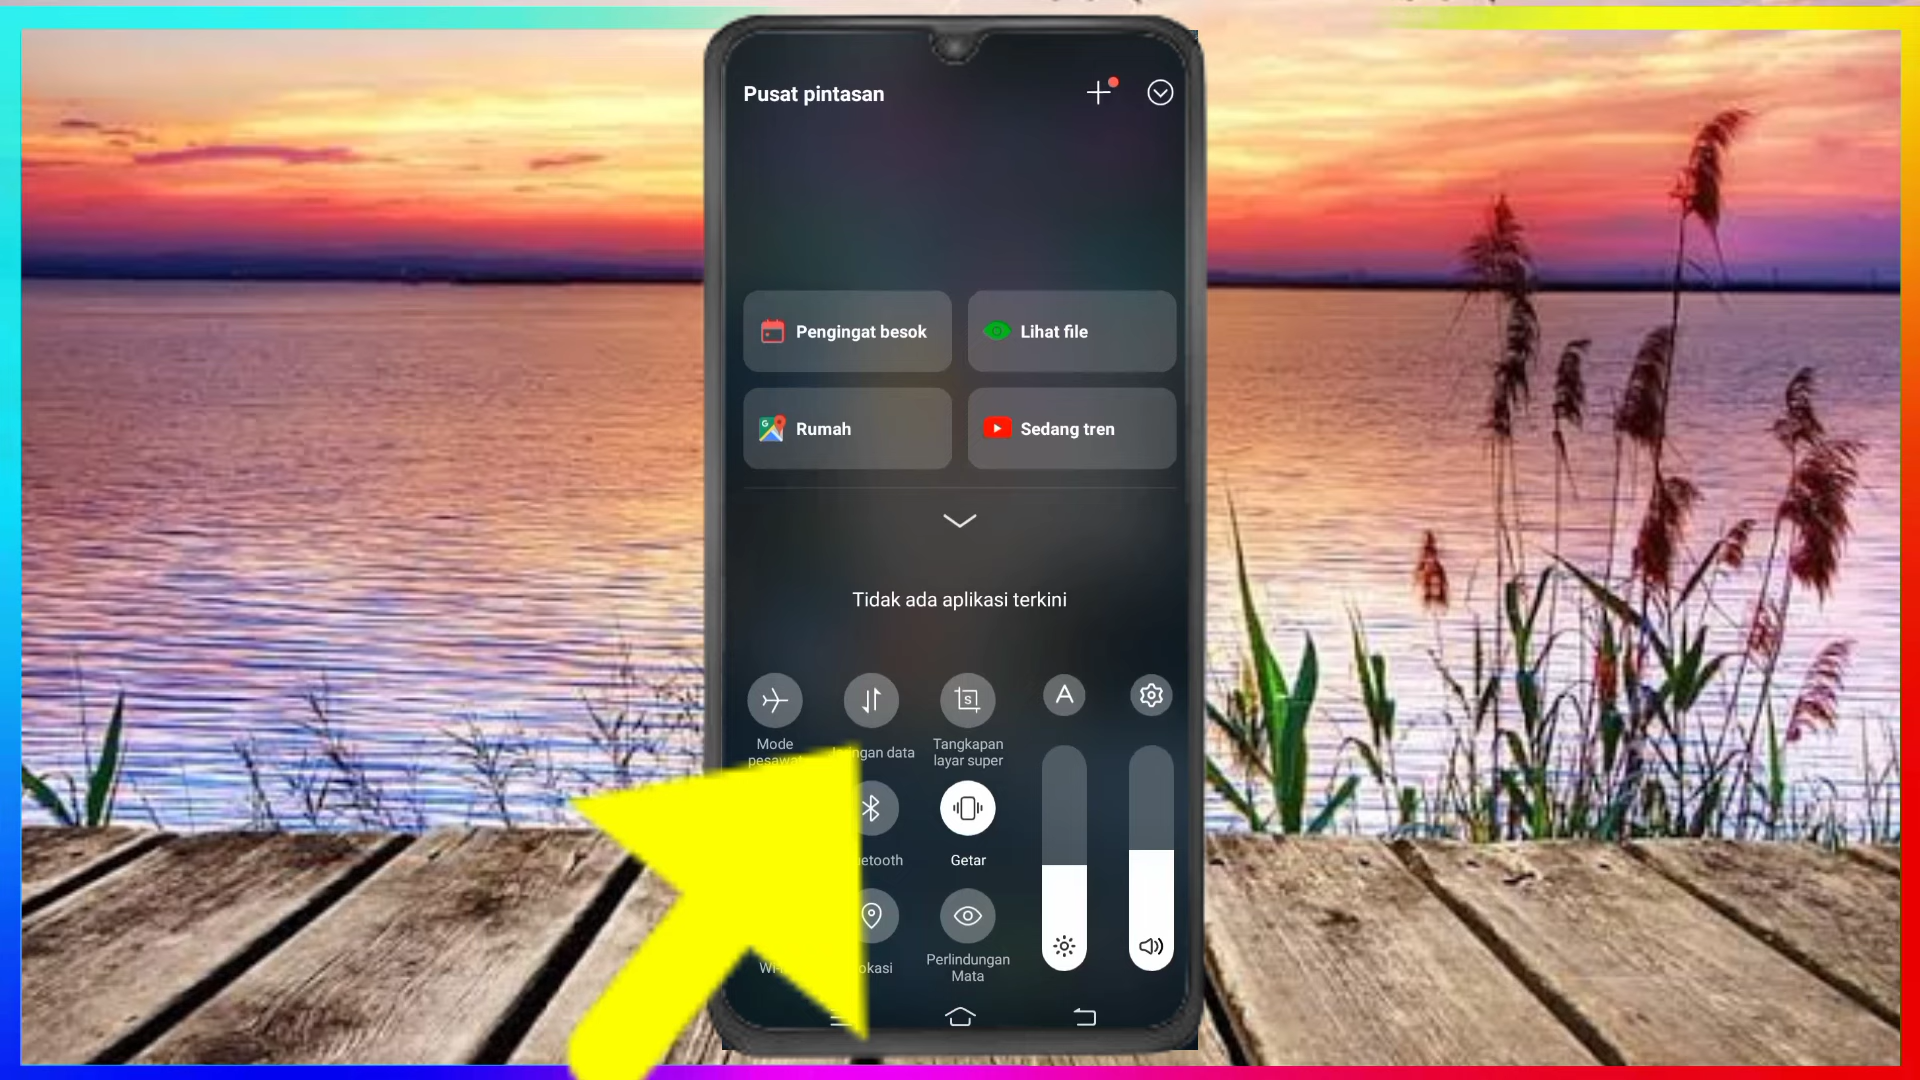 Pusat pintasan
Pengingat besok
Lihat file
Rumah
Sedang tren
Tidak ada aplikasi terkini
A
Mode
data
Tangkapan
layar super
Getar
Perlindungan
Mata